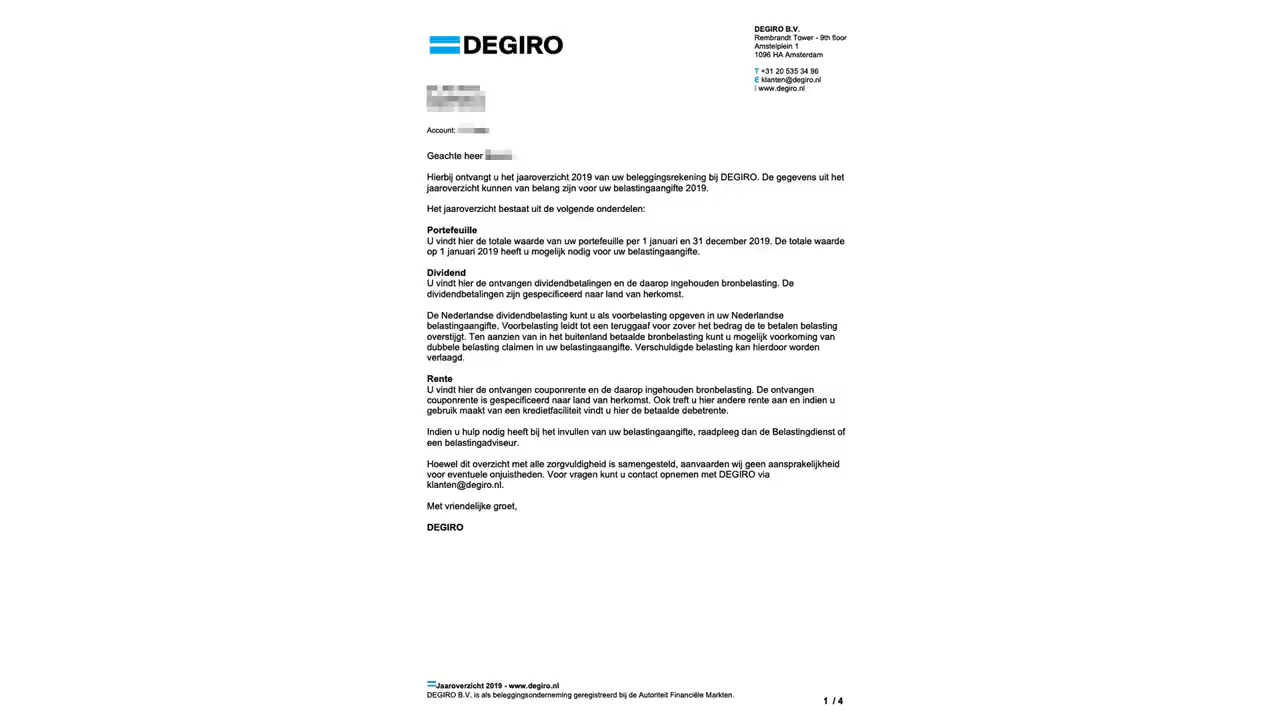 DEGIRO
DEGIRO B.V.
Rembrandt Tower - 9th floor
Amstelplein 1
1096 HA Amsterdam
T +31 20 535 34 96
E klanten@degiro.nl
I www.degiro.nl
Account:
Geachte heer
Hierbij ontvangt u het jaaroverzicht 2019 van uw beleggingsrekening bij DEGIRO. De gegevens uit het
jaaroverzicht kunnen van belang zijn voor uw belastingaangifte 2019.
Het jaaroverzicht bestaat uit de volgende onderdelen:
Portefeuille
U vindt hier de totale waarde van uw portefeuille per 1 januari en 31 december 2019. De totale waarde
op 1 januari 2019 heeft u mogelijk nodig voor uw belastingaangifte.
Dividend
U vindt hier de ontvangen dividendbetalingen en de daarop ingehouden bronbelasting. De
dividendbetalingen zijn gespecificeerd naar land van herkomst.
De Nederlandse dividendbelasting kunt u als voorbelasting opgeven in uw Nederlandse
belastingaangifte. Voorbelasting leidt tot een teruggaaf voor zover het bedrag de te betalen belasting
overstijgt. Ten aanzien van in het buitenland betaalde bronbelasting kunt u mogelijk voorkoming van
dubbele belasting claimen in uw belastingaangifte. Verschuldigde belasting kan hierdoor worden
verlaagd.
Rente
U vindt hier de ontvangen couponrente en de daarop ingehouden bronbelasting. De ontvangen
couponrente is gespecificeerd naar land van herkomst. Ook treft u hier andere rente aan en indien u
gebruik maakt van een kredietfaciliteit vindt u hier de betaalde debetrente.
Indien u hulp nodig heeft bij het invullen van uw belastingaangifte, raadpleeg dan de Belastingdienst of
een belastingadviseur.
Hoewel dit overzicht met alle zorgvuldigheid is samengesteld, aanvaarden wij geen aansprakelijkheid
voor eventuele onjuistheden. Voor vragen kunt u contact opnemen met DEGIRO via
klanten@degiro.nl.
Met vriendelijke groet,
DEGIRO
Jaaroverzicht 2019 - www.degiro.nl
DEGIRO B.V. is als beleggingsonderneming geregistreerd bij de Autoriteit Financiële Markten.
1 / 4